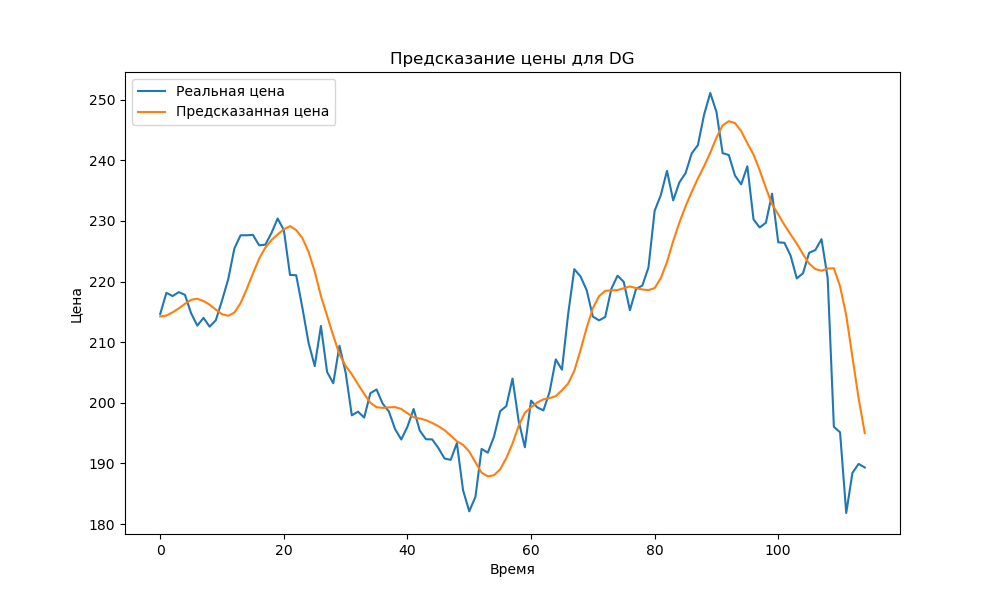 Предсказание цены для DG
Реальная цена
Предсказанная цена
Цена
250
240
230
220
210
200
190
180
0 20 40 60 80 100
Время